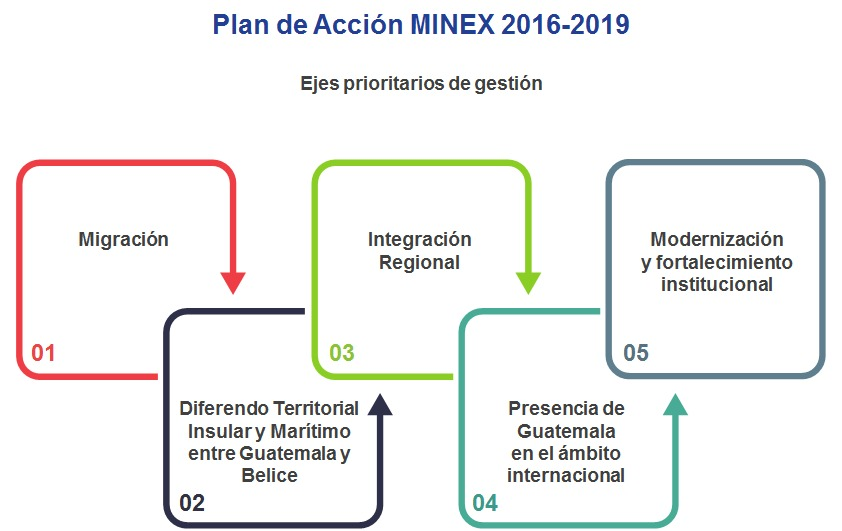 Plan de Acción MINEX 2016-2019
Ejes prioritarios de gestión
Migración
01
Diferendo Territorial
Insular y Marítimo
entre Guatemala y
Belice
02
Integración
Regional
03
Presencia de
Guatemala
en el ámbito
internacional
04
Modernización
y fortalecimiento
institucional
05